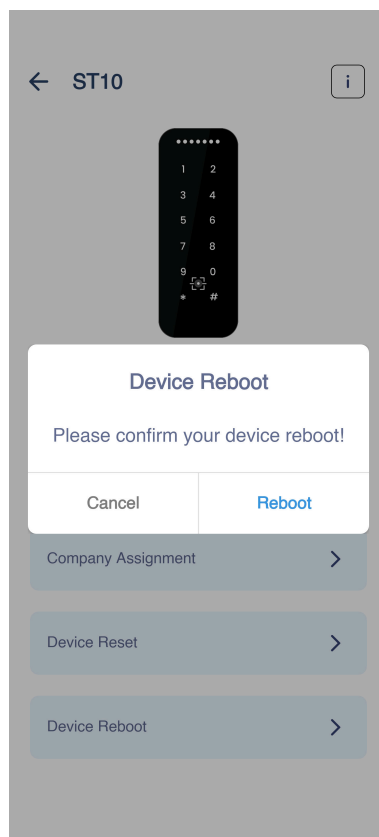 ST10
i
1 2
3 4
5 6
7 8
9 0
* #
Device Reboot
Please confirm your device reboot!
Cancel Reboot
Company Assignment
Device Reset
Device Reboot